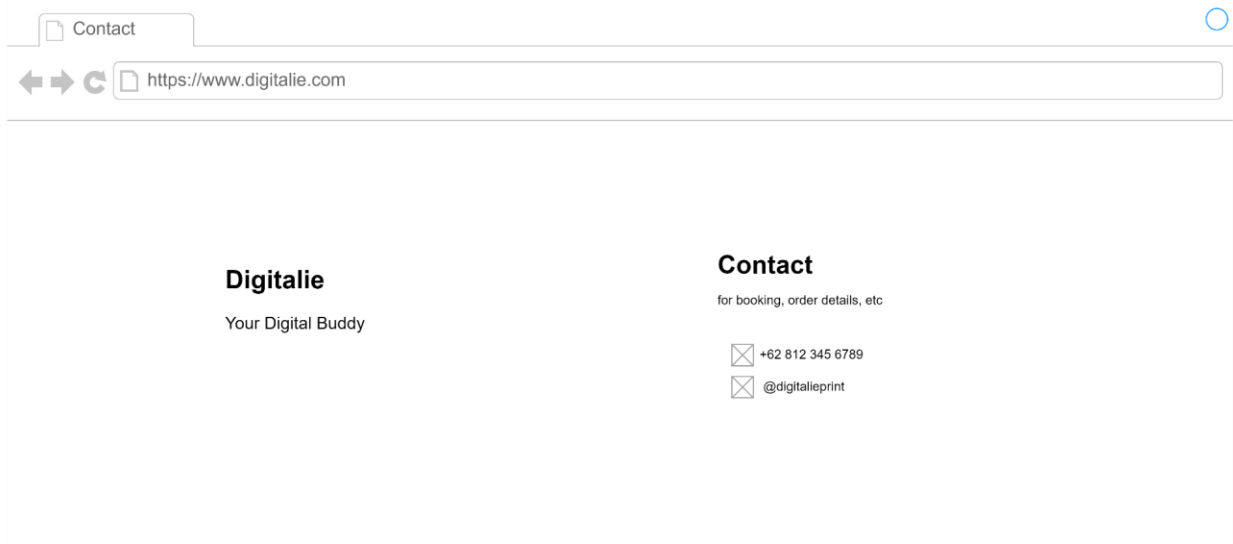 Contact
https://www.digitalie.com
Digitalie
Your Digital Buddy
Contact
for booking, order details, etc
+62 812 345 6789
@digitalieprint